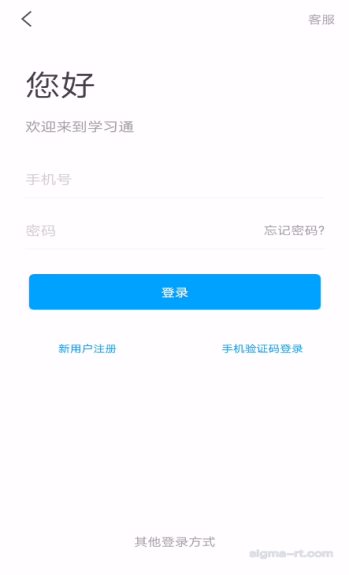 客服
您好
欢迎来到学习通
手机号
密码
忘记密码?
登录
新用户注册
手机验证码登录
其他登录方式
sigma-rt.com